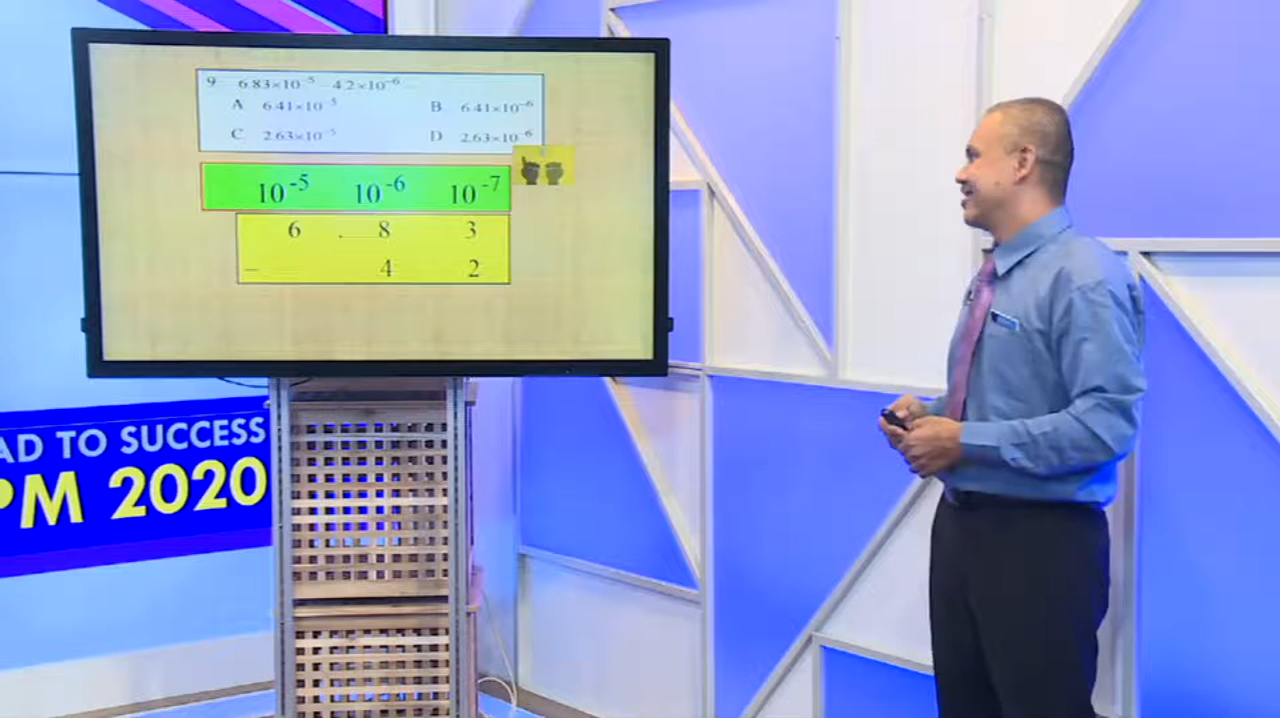 9 6.83×10⁻⁵ – 4.2×10⁻⁶
A 6.41×10⁻⁵ B. 6.41×10⁻⁶
C. 2.63×10⁻⁵ D 2.63×10⁻⁶
10⁻⁵ 10⁻⁶ 10⁻⁷
6 . 8 3
– 4 2
AD TO SUCCESS
PM 2020